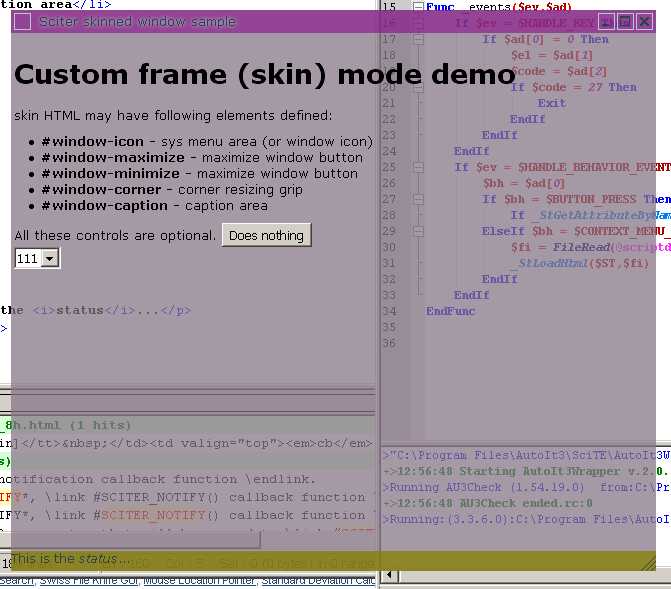 tion area</li>
Sciter skinned window sample
Custom frame (skin) mode demo
skin HTML may have following elements defined:
#window-icon - sys menu area (or window icon)
#window-maximize - maximize window button
#window-minimize - maximize window button
#window-corner - corner resizing grip
#window-caption - caption area
All these controls are optional. Does nothing
111
the <i>status</i>...</p>
>
_8h.html (1 hits)
in]</tt>&nbsp;</td><td valign="top"><em>cb</em>
s)
notification callback function \endlink.
IFY*, \link #SCITER_NOTIFY() callback function
IFY*, \link #SCITER_NOTIFY() callback function
This is the status...
Search, Swiss File Knife GUI, Mouse Location Pointer, Standard Deviation Calc
15 Func _events($ev,$ad)
16 If $ev = $HANDLE_KEY
17 If $ad[0] = 0 Then
18 $el = $ad[1]
19 $code = $ad[2]
20 If $code = 27 Then
21 Exit
22 EndIf
23 EndIf
24 EndIf
25 If $ev = $HANDLE_BEHAVIOR_EVENT
26 $bh = $ad[0]
27 If $bh = $BUTTON_PRESS Then
28 If _StGetAttributeByNam
29 ElseIf $bh = $CONTEXT_MENU_
30 $fi = FileRead(@scriptd
31 _StLoadHtml($ST,$fi)
32 EndIf
33 EndIf
34 EndFunc
35
36
>"C:\Program Files\AutoIt3\SciTE\AutoIt3W
+>12:56:48 Starting AutoIt3Wrapper v.2.0.
>Running AU3Check (1.54.19.0) from:C:\Pr
+>12:56:48 AU3Check ended.rc:0
>Running:(3.3.6.0):C:\Program Files\AutoI